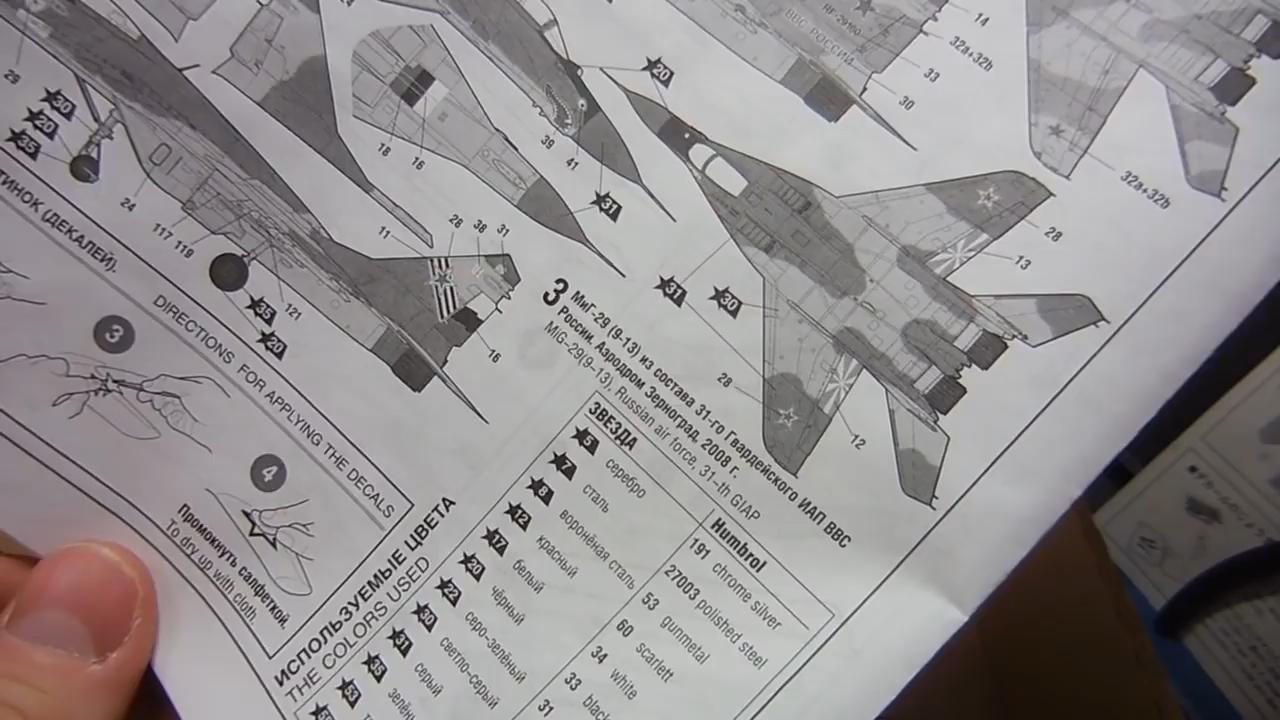 RF-29100
ВВС РОССИИ
14
32a+32b
33
30
32a+32b
29
30
20
35
24
117 119
121
35
20
18
16
39
41
20
31
11
28
38
31
16
31
30
28
28
13
12
3
МиГ-29 (9-13) из состава 31-го Гвардейского ИАП ВВС
России. Аэродром Зерноград, 2008 г.
MiG-29(9-13), Russian air force, 31-th GIAP
ТИНОК (ДЕКАЛЕЙ).
DIRECTIONS FOR APPLYING THE DECALS
3
4
Промокнуть салфеткой.
To dry up with cloth.
ИСПОЛЬЗУЕМЫЕ ЦВЕТА
THE COLORS USED
ЗВЕЗДА
Humbrol
5 серебро 191 chrome silver
7 сталь 27003 polished steel
8 воронёная сталь 53 gunmetal
12 красный 60 scarlett
17 белый 34 white
20 чёрный 33 black
22 серо-зелёный 31
30 светло-серый
31 серый
35